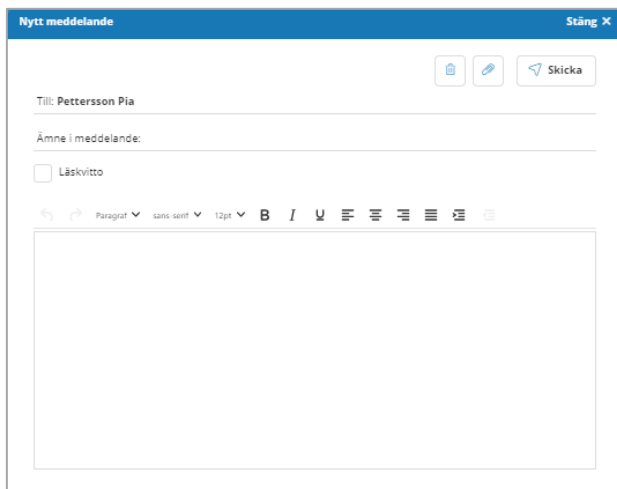 Nytt meddelande Stäng X
Skicka
Till: Pettersson Pia
Ämne i meddelande:
Läskvitto
Paragraf sans-serif 12pt B I U